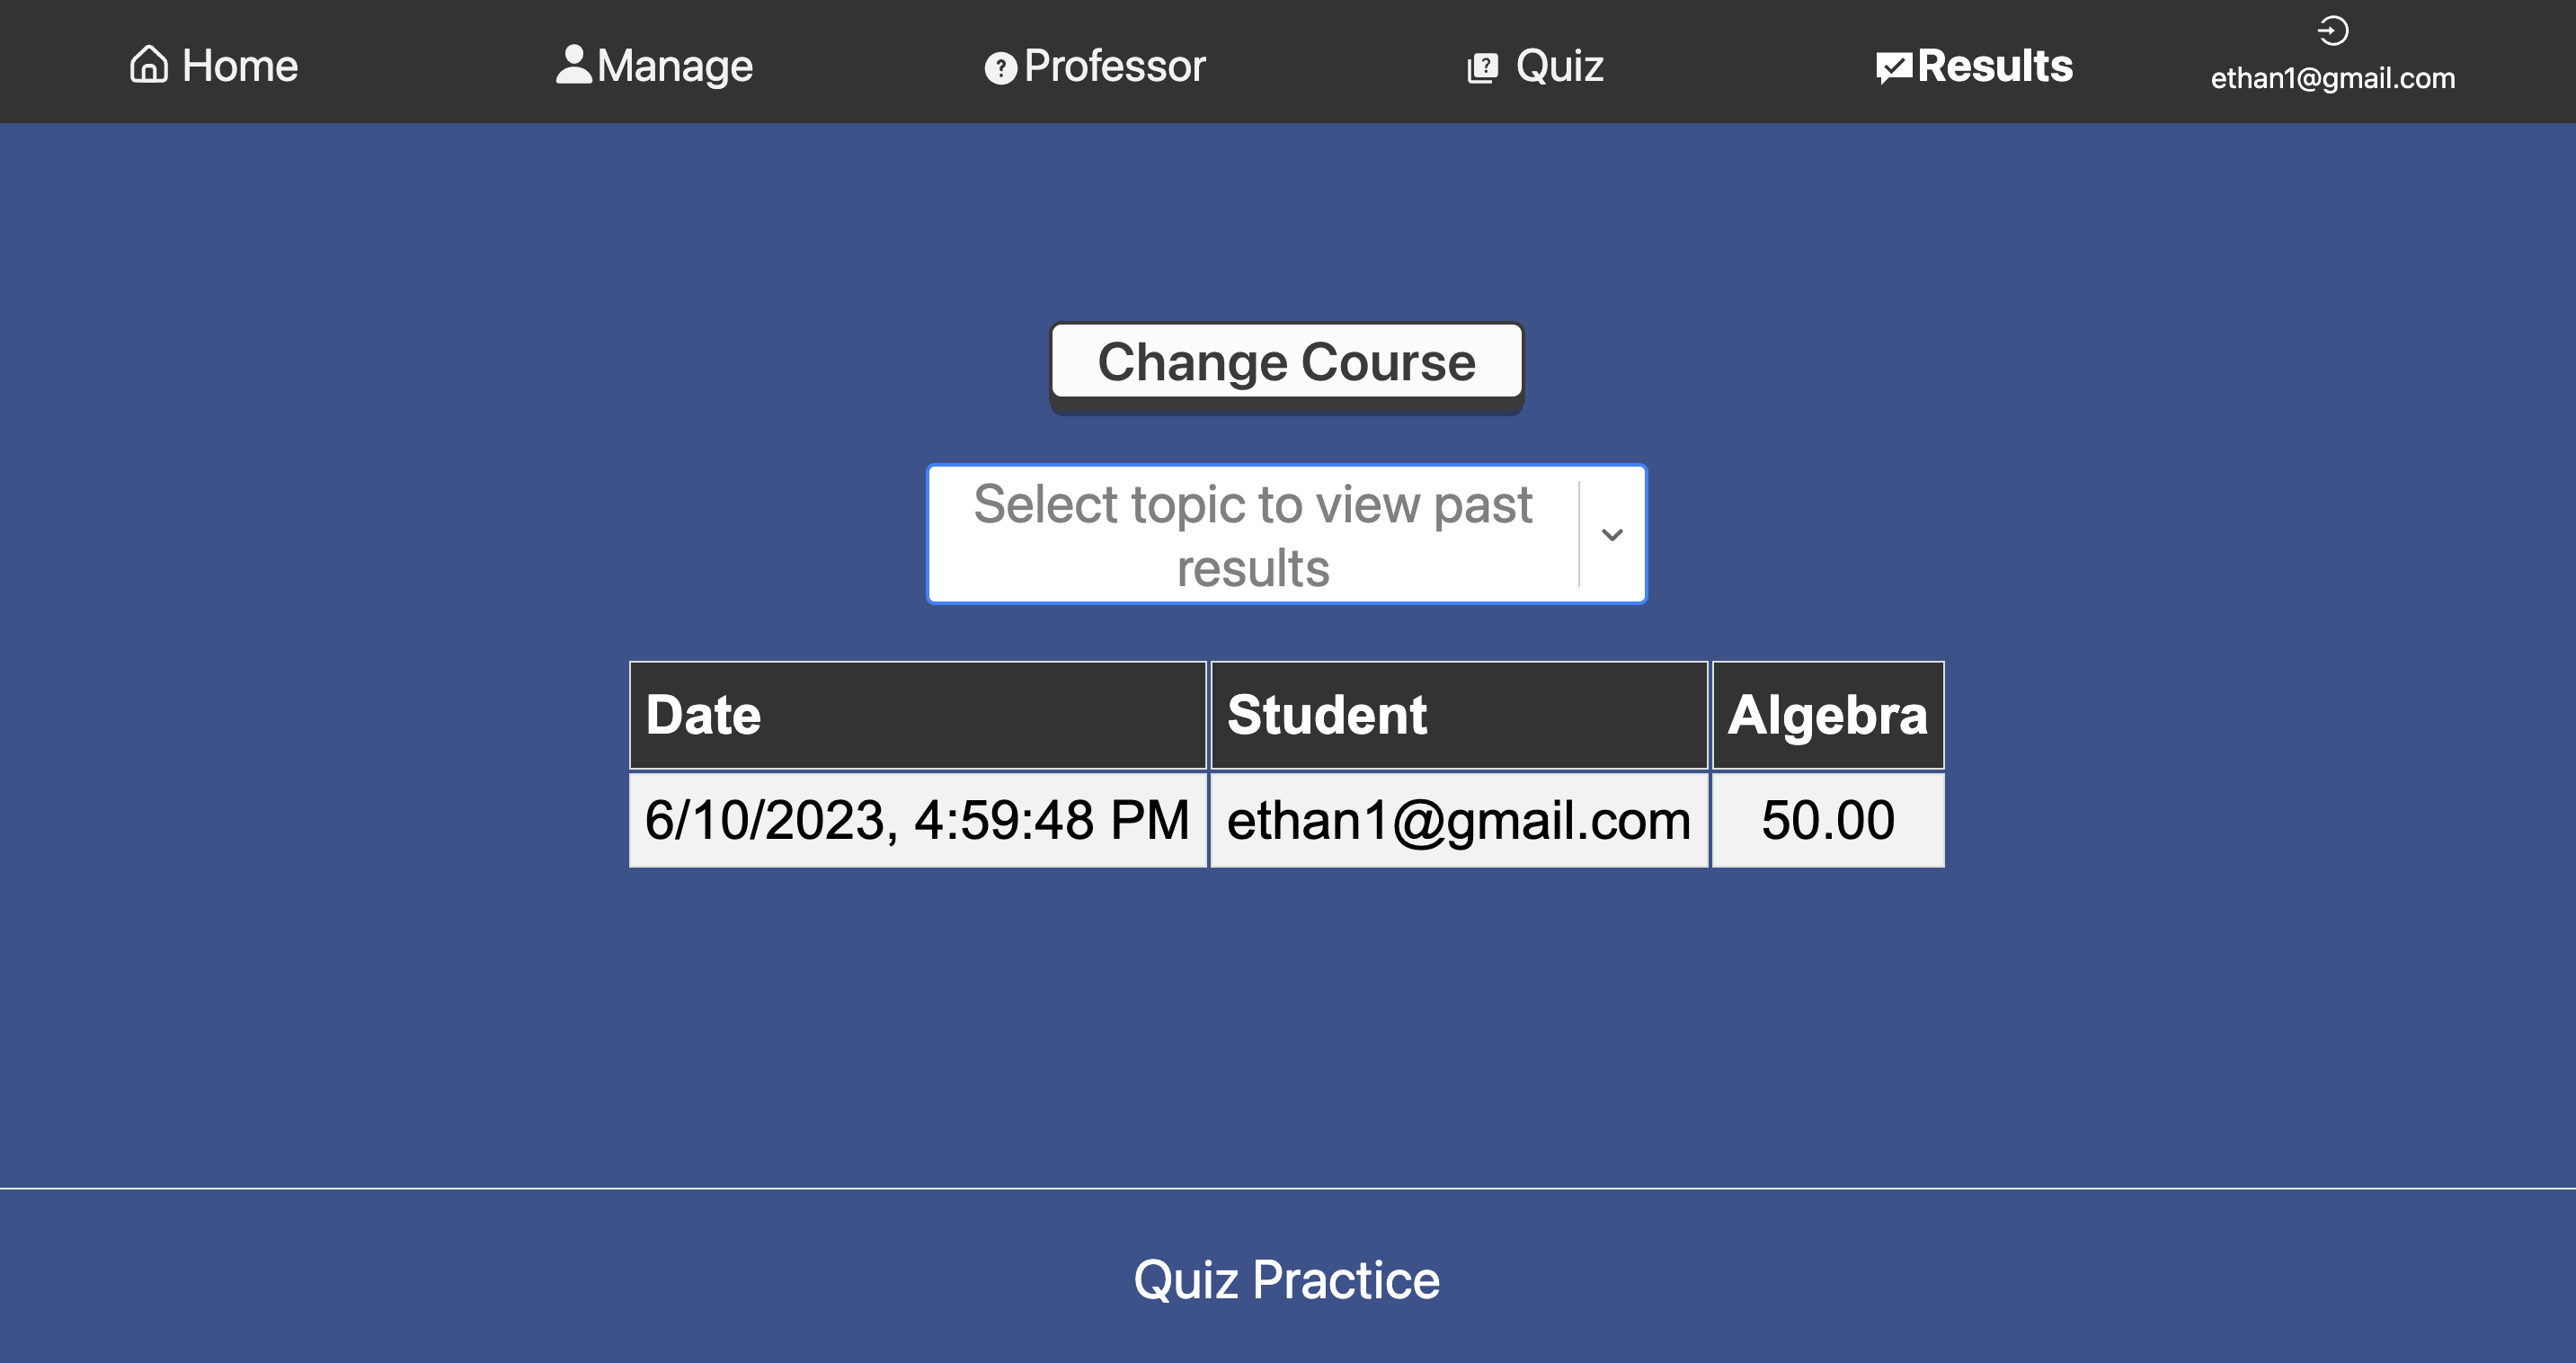 Home
Manage
Professor
Quiz
Results
ethan1@gmail.com
Change Course
Select topic to view past
results
Date Student Algebra
6/10/2023, 4:59:48 PM ethan1@gmail.com 50.00
Quiz Practice